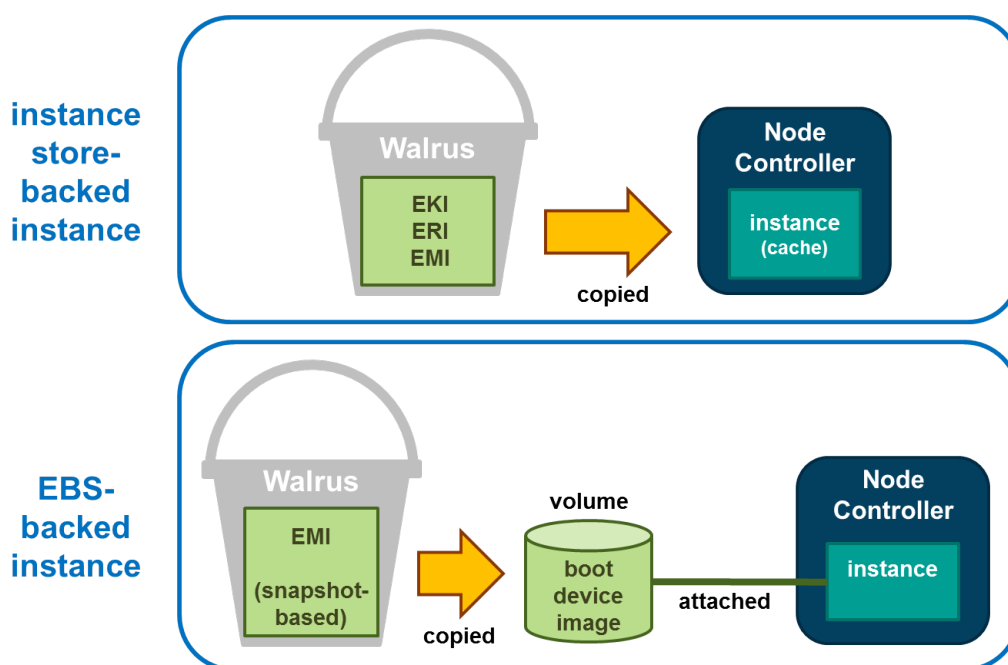 instance
store-
backed
instance
Walrus
EKI
ERI
EMI
copied
Node
Controller
instance
(cache)
EBS-
backed
instance
Walrus
EMI
(snapshot-
based)
copied
volume
boot
device
image
attached
Node
Controller
instance